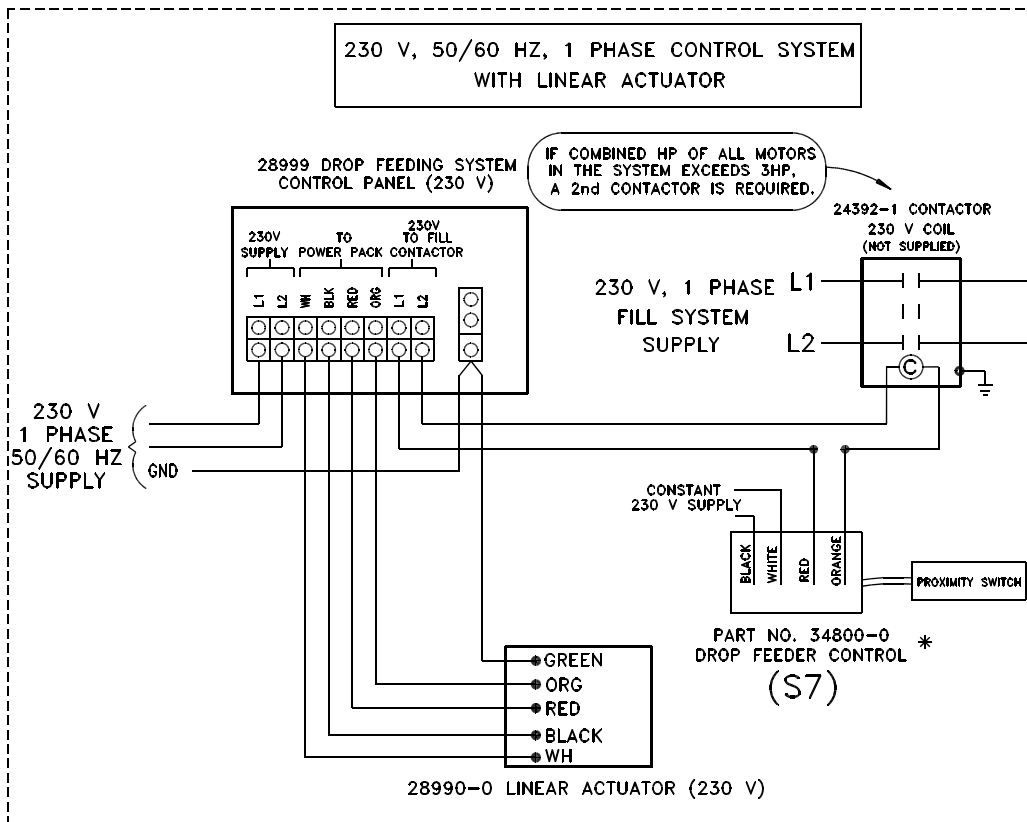 230 V, 50/60 HZ, 1 PHASE CONTROL SYSTEM
WITH LINEAR ACTUATOR
28999 DROP FEEDING SYSTEM
CONTROL PANEL (230 V)
IF COMBINED HP OF ALL MOTORS
IN THE SYSTEM EXCEEDS 3HP,
A 2nd CONTACTOR IS REQUIRED.
24392-1 CONTACTOR
230 V COIL
(NOT SUPPLIED)
230V
SUPPLY
TO
POWER PACK
230V
TO FILL
CONTACTOR
L1
L2
WH
BLK
RED
ORG
L1
L2
230 V, 1 PHASE
FILL SYSTEM
SUPPLY
L1
L2
C
230 V
1 PHASE
50/60 HZ
SUPPLY
GND
CONSTANT
230 V SUPPLY
BLACK
WHITE
RED
ORANGE
PROXIMITY SWITCH
PART NO. 34800-0
DROP FEEDER CONTROL *
(S7)
GREEN
ORG
RED
BLACK
WH
28990-0 LINEAR ACTUATOR (230 V)